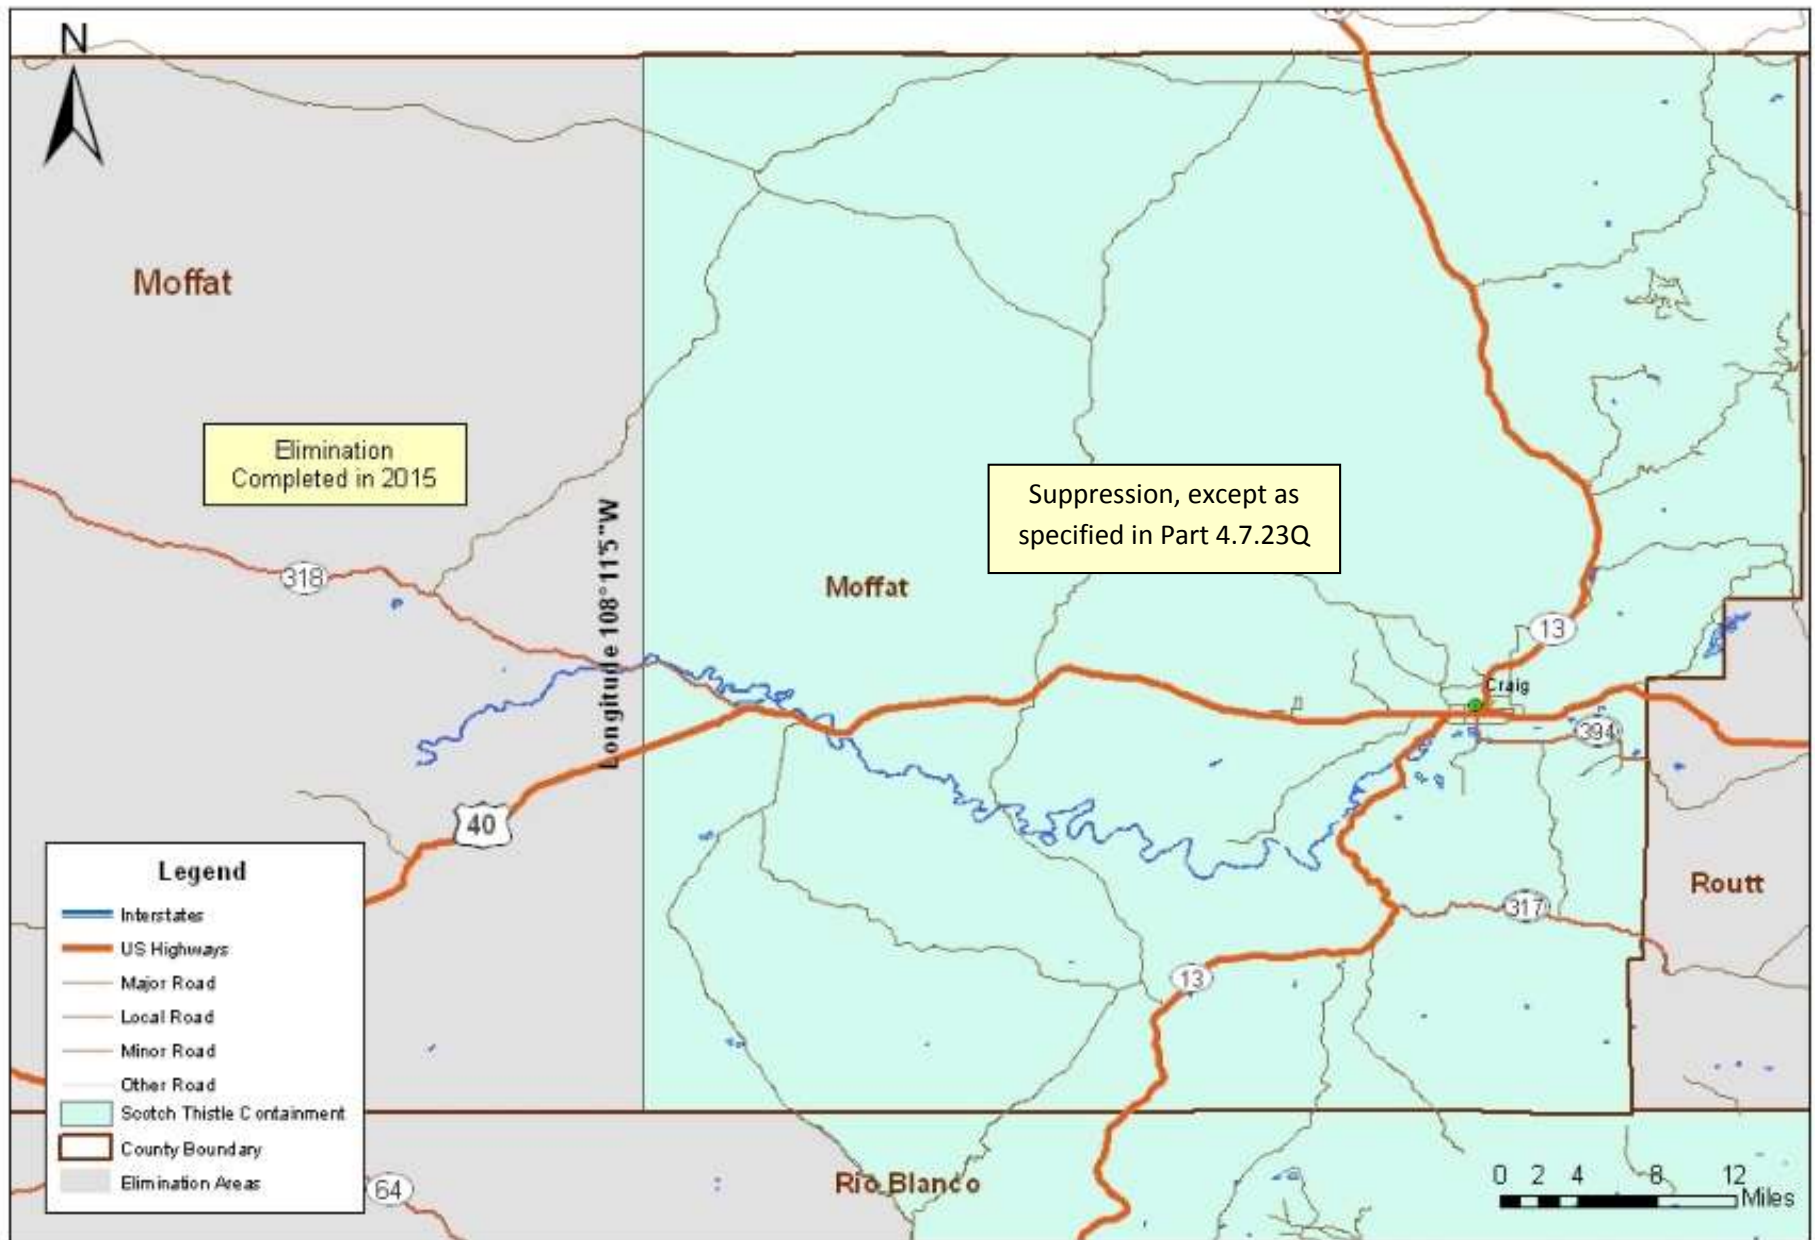 N
Moffat
Elimination
Completed in 2015
Suppression, except as
specified in Part 4.7.23Q
318
Longitude 108° 11'5"W
Moffat
13
Craig
394
40
Legend
Interstates
US Highways
Major Road
Local Road
Minor Road
Other Road
Scotch Thistle Containment
County Boundary
Elimination Areas
Routt
317
13
64
Rio Blanco
0 2 4 8 12
Miles